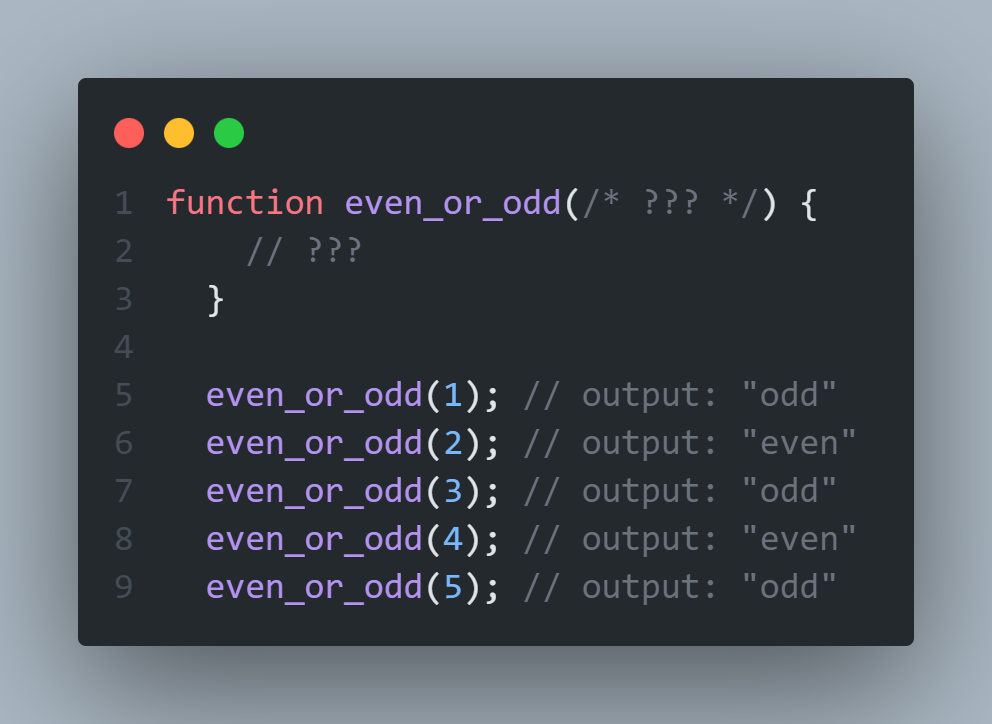 1 function even_or_odd(/* ??? */) {
2 // ???
3 }
4
5 even_or_odd(1); // output: "odd"
6 even_or_odd(2); // output: "even"
7 even_or_odd(3); // output: "odd"
8 even_or_odd(4); // output: "even"
9 even_or_odd(5); // output: "odd"